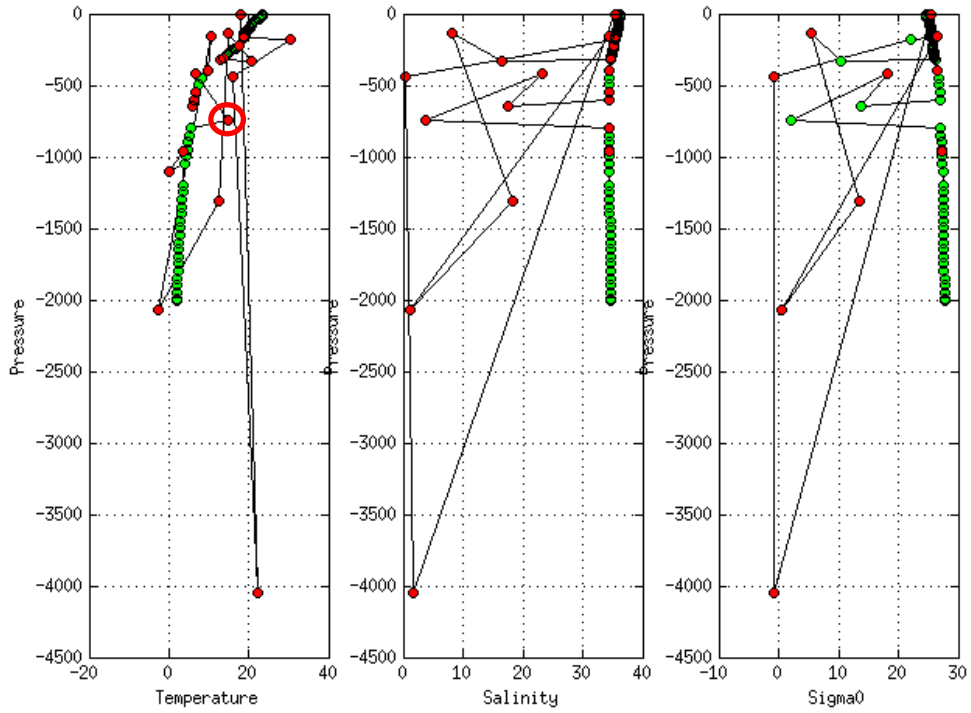 0 0 0
-500 -500 -500
-1000 -1000 -1000
-1500 -1500 -1500
-2000 -2000 -2000
-2500 -2500 -2500
-3000 -3000 -3000
-3500 -3500 -3500
-4000 -4000 -4000
-4500 -4500 -4500
Pressure Pressure Pressure
-20 0 20 40 0 10 20 30 40 -10 0 10 20 30
Temperature Salinity Sigma0